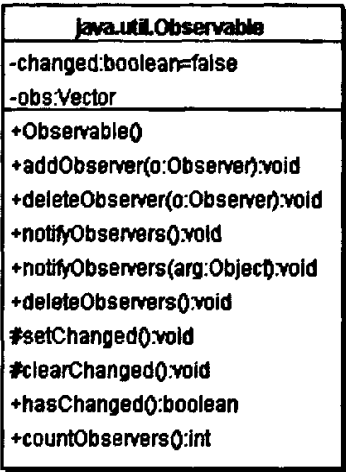 java.util.Observable
-changed:boolean=false
-obs:Vector
+Observable()
+addObserver(o:Observer):void
+deleteObserver(o:Observer):void
+notifyObservers():void
+notifyObservers(arg:Object):void
+deleteObservers():void
#setChanged():void
#clearChanged():void
+hasChanged():boolean
+countObservers():int